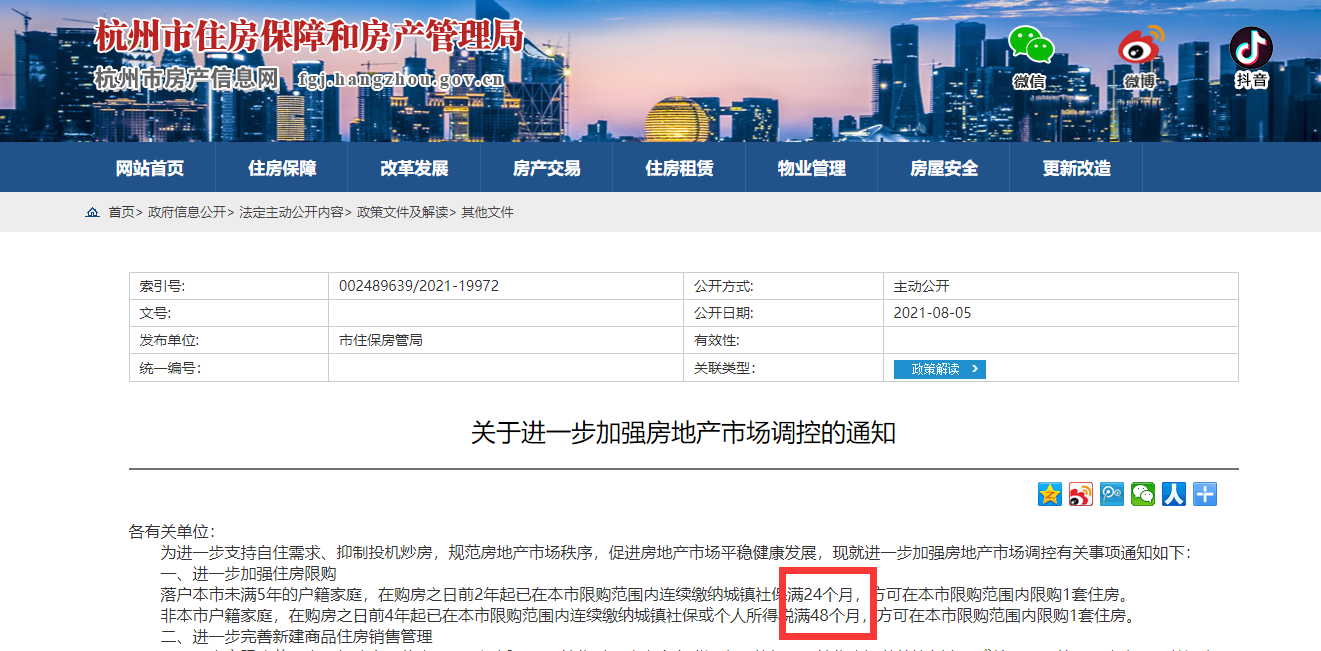 杭州市住房保障和房产管理局
杭州市房产信息网 fgj.hangzhou.gov.cn
微信 微博 抖音
网站首页 住房保障 改革发展 房产交易 住房租赁 物业管理 房屋安全 更新改造
首页> 政府信息公开> 法定主动公开内容> 政策文件及解读> 其他文件
索引号: 002489639/2021-19972 公开方式: 主动公开
文号: 公开日期: 2021-08-05
发布单位: 市住保房管局 有效性:
统一编号: 关联类型: 政策解读 >
关于进一步加强房地产市场调控的通知
各有关单位：
为进一步支持自住需求、抑制投机炒房，规范房地产市场秩序，促进房地产市场平稳健康发展，现就进一步加强房地产市场调控有关事项通知如下：
一、进一步加强住房限购
落户本市未满5年的户籍家庭，在购房之日前2年起已在本市限购范围内连续缴纳城镇社保满24个月，方可在本市限购范围内限购1套住房。
非本市户籍家庭，在购房之日前4年起已在本市限购范围内连续缴纳城镇社保或个人所得税满48个月，方可在本市限购范围内限购1套住房。
二、进一步完善新建商品住房销售管理